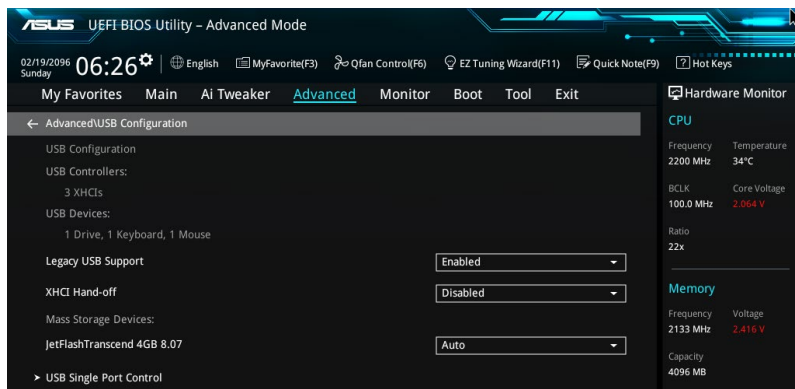 ASUS UEFI BIOS Utility – Advanced Mode
02/19/2096
Sunday
06:26
English
MyFavorite(F3)
Qfan Control(F6)
EZ Tuning Wizard(F11)
Quick Note(F9)
? Hot Keys
My Favorites Main Ai Tweaker Advanced Monitor Boot Tool Exit
← Advanced\USB Configuration
USB Configuration
USB Controllers:
3 XHCIs
USB Devices:
1 Drive, 1 Keyboard, 1 Mouse
Legacy USB Support Enabled
XHCI Hand-off Disabled
Mass Storage Devices:
JetFlashTranscend 4GB 8.07 Auto
USB Single Port Control
Hardware Monitor
CPU
Frequency Temperature
2200 MHz 34°C
BCLK Core Voltage
100.0 MHz 2.064 V
Ratio
22x
Memory
Frequency Voltage
2133 MHz 2.416 V
Capacity
4096 MB